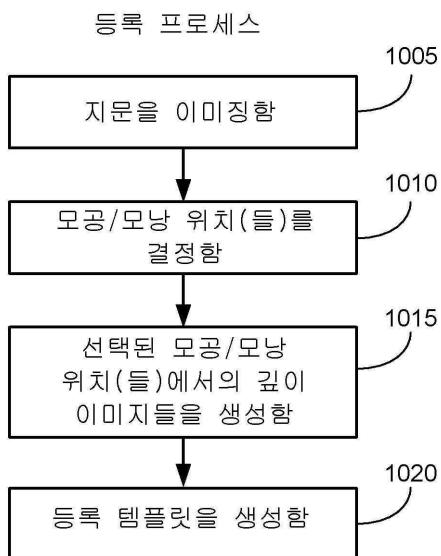 등록 프로세스
1005
지문을 이미징함
1010
모공/모낭 위치(들)를
결정함
1015
선택된 모공/모낭
위치(들)에서의 깊이
이미지들을 생성함
1020
등록 템플릿을 생성함